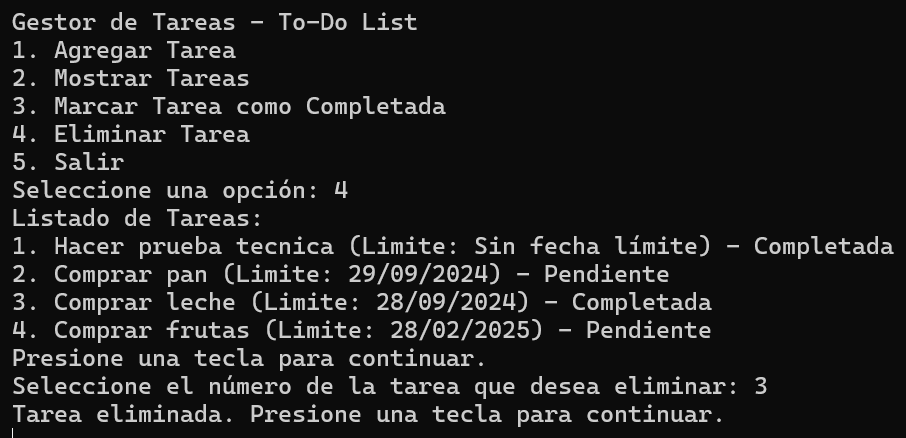 Gestor de Tareas - To-Do List
1. Agregar Tarea
2. Mostrar Tareas
3. Marcar Tarea como Completada
4. Eliminar Tarea
5. Salir
Seleccione una opción: 4
Listado de Tareas:
1. Hacer prueba tecnica (Limite: Sin fecha límite) - Completada
2. Comprar pan (Limite: 29/09/2024) - Pendiente
3. Comprar leche (Limite: 28/09/2024) - Completada
4. Comprar frutas (Limite: 28/02/2025) - Pendiente
Presione una tecla para continuar.
Seleccione el número de la tarea que desea eliminar: 3
Tarea eliminada. Presione una tecla para continuar.